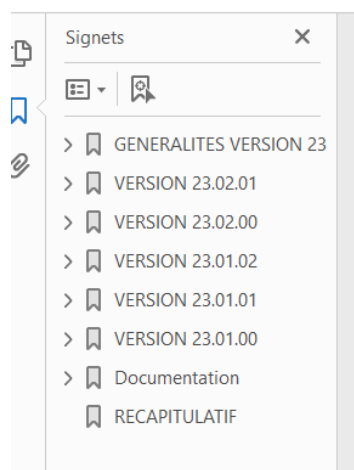 Signets
GENERALITES VERSION 23
VERSION 23.02.01
VERSION 23.02.00
VERSION 23.01.02
VERSION 23.01.01
VERSION 23.01.00
Documentation
RECAPITULATIF